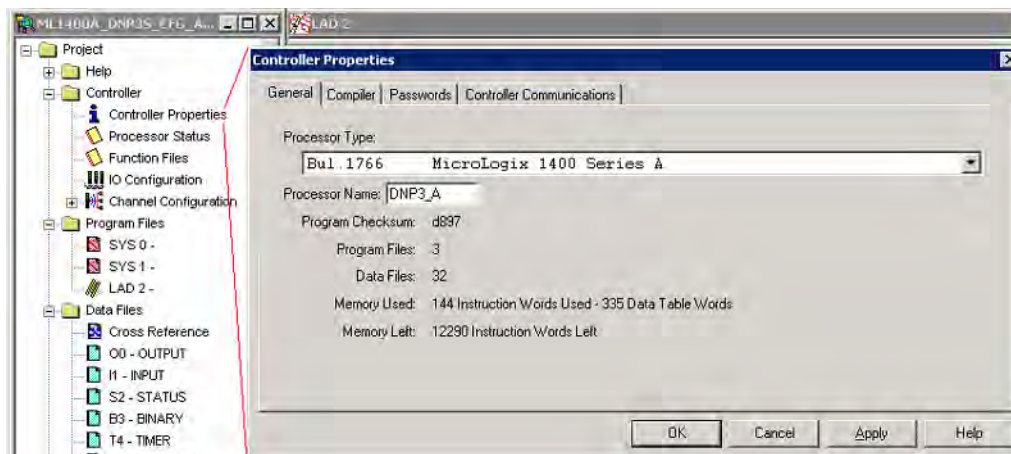 ML1400A_DNP3S_CFG_A...
LAD 2
Project
Help
Controller
Controller Properties
Processor Status
Function Files
IO Configuration
Channel Configuration
Program Files
SYS 0 -
SYS 1 -
LAD 2 -
Data Files
Cross Reference
O0 - OUTPUT
I1 - INPUT
S2 - STATUS
B3 - BINARY
T4 - TIMER
Controller Properties
General Compiler Passwords Controller Communications
Processor Type:
Bul.1766 MicroLogix 1400 Series A
Processor Name: DNP3_A
Program Checksum: d897
Program Files: 3
Data Files: 32
Memory Used: 144 Instruction Words Used - 335 Data Table Words
Memory Left: 12290 Instruction Words Left
OK Cancel Apply Help